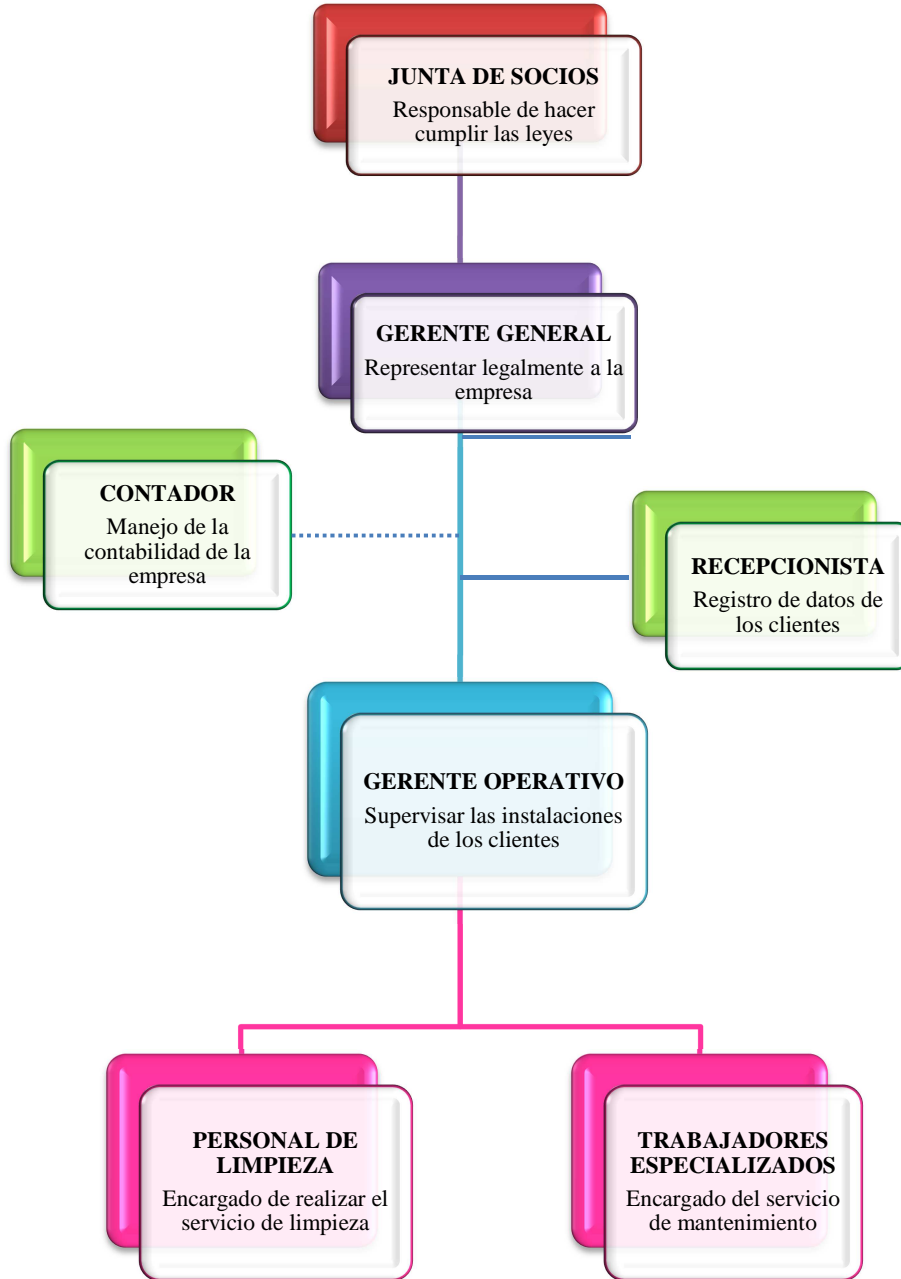 JUNTA DE SOCIOS
Responsable de hacer
cumplir las leyes
GERENTE GENERAL
Representar legalmente a la
empresa
CONTADOR
Manejo de la
contabilidad de la
empresa
RECEPCIONISTA
Registro de datos de
los clientes
GERENTE OPERATIVO
Supervisar las instalaciones
de los clientes
PERSONAL DE
LIMPIEZA
Encargado de realizar el
servicio de limpieza
TRABAJADORES
ESPECIALIZADOS
Encargado del servicio
de mantenimiento